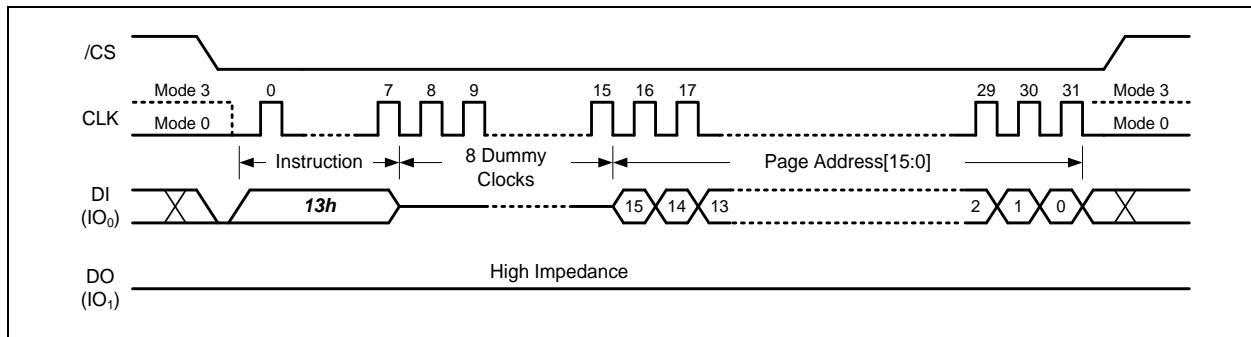 /CS
Mode 3 0 7 8 9 15 16 17 29 30 31 Mode 3
CLK
Mode 0 Mode 0
Instruction 8 Dummy Clocks Page Address[15:0]
DI (IO0) 13h 15 14 13 2 1 0
High Impedance
DO (IO1)